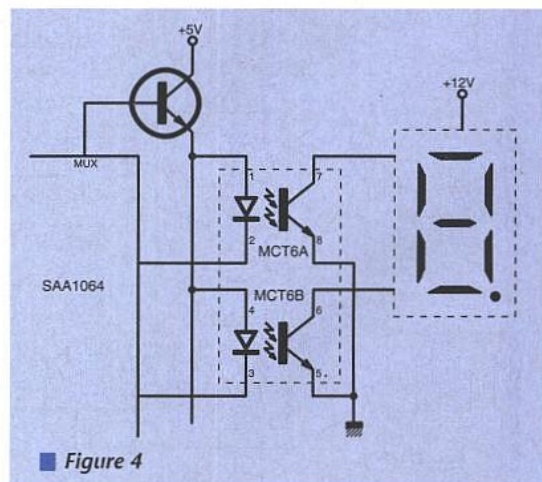 +5V
+12V
MUX
1
7
2
8
MCT6A
SAA1064
MCT6B
4
6
3
5
Figure 4